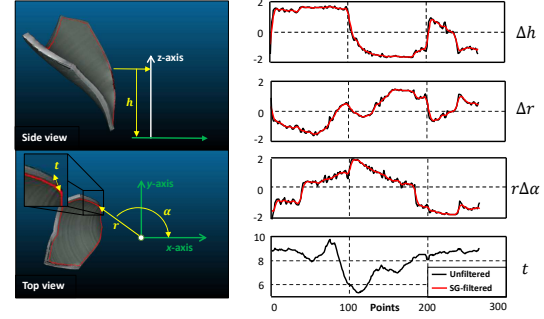 z-axis
h
Side view
t
y-axis
α
r
x-axis
Top view
2
0
-2
Δh
2
0
-2
Δr
2
0
-2
rΔα
10
8
6
t
Unfiltered
SG-filtered
0
100
200
300
Points